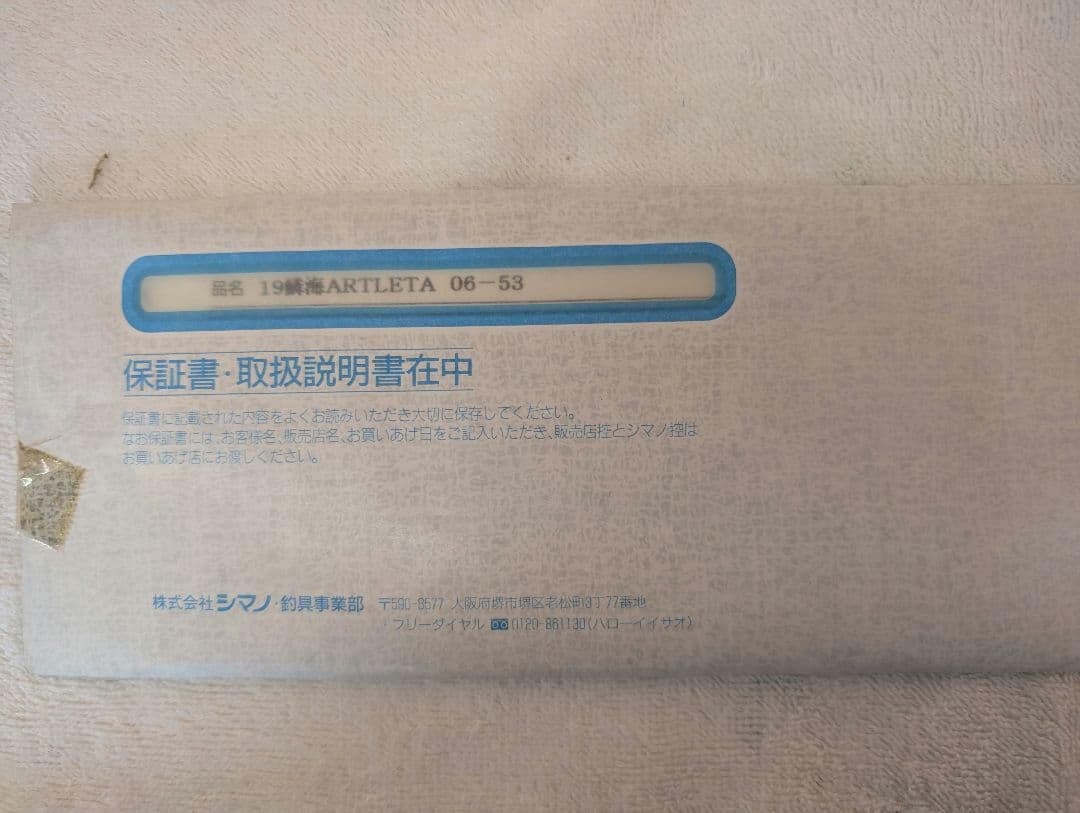 品名 19鱗海ARTLETA 06-53
保証書・取扱説明書在中
保証書に記載された内容をよくお読みいただき大切に保存してください。
なお保証書には、お客様名、販売店名、お買いあげ日をご記入いただき、販売店控とシマノ控は
お買いあげ店にお渡しください。
株式会社シマノ・釣具事業部 〒590-8577 大阪府堺市堺区老松町3丁77番地
・フリーダイヤル 0120-861130(ハローイイサオ)